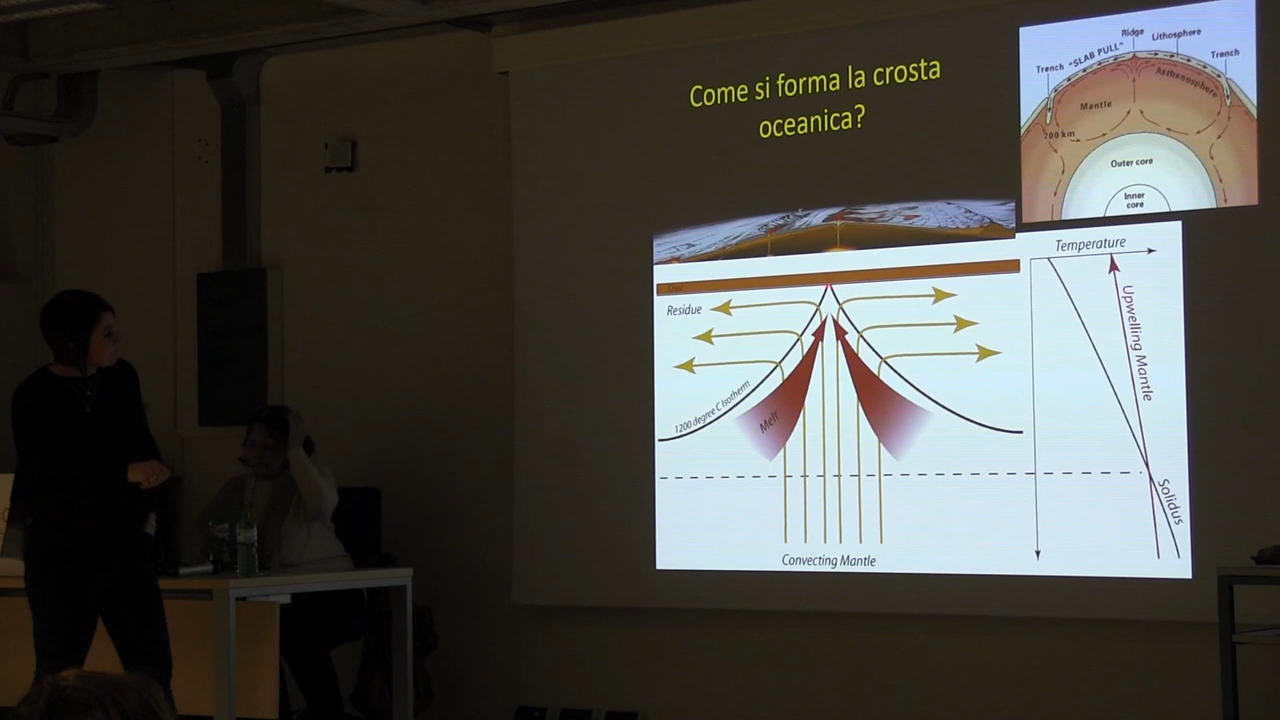 Come si forma la crosta
oceanica?
Ridge
Lithosphere
Trench
"SLAB PULL"
Trench
Asthenosphere
Mantle
700 km
Outer core
Inner
core
Temperature
Residue
Upwelling Mantle
1200 degree C Isotherm
Melt
Solidus
Convecting Mantle